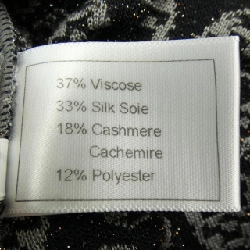 37% Viscose
33% Silk Soie
18% Cashmere
Cachemire
12% Polyester